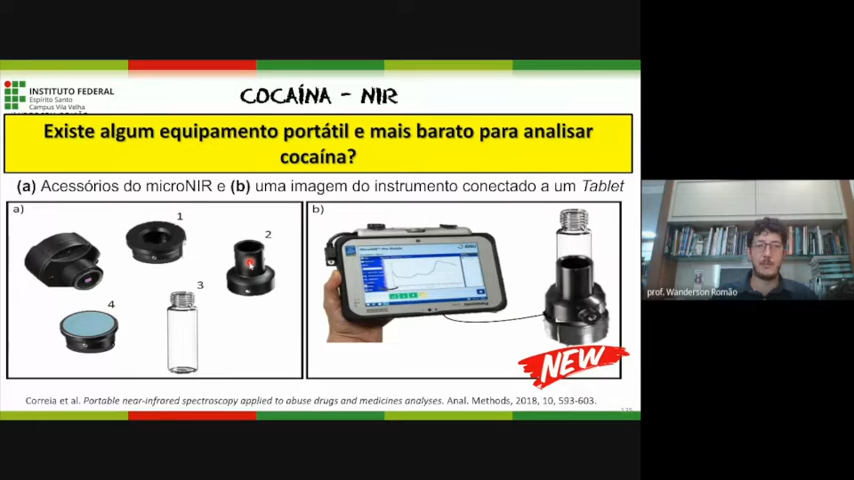 INSTITUTO FEDERAL
Espírito Santo
Campus Vila Velha
COCAÍNA - NIR
Existe algum equipamento portátil e mais barato para analisar
cocaína?
(a) Acessórios do microNIR e (b) uma imagem do instrumento conectado a um Tablet
a)
1
2
3
4
b)
NEW
Correia et al. Portable near-infrared spectroscopy applied to abuse drugs and medicines analyses. Anal. Methods, 2018, 10, 593-603.
prof. Wanderson Romão